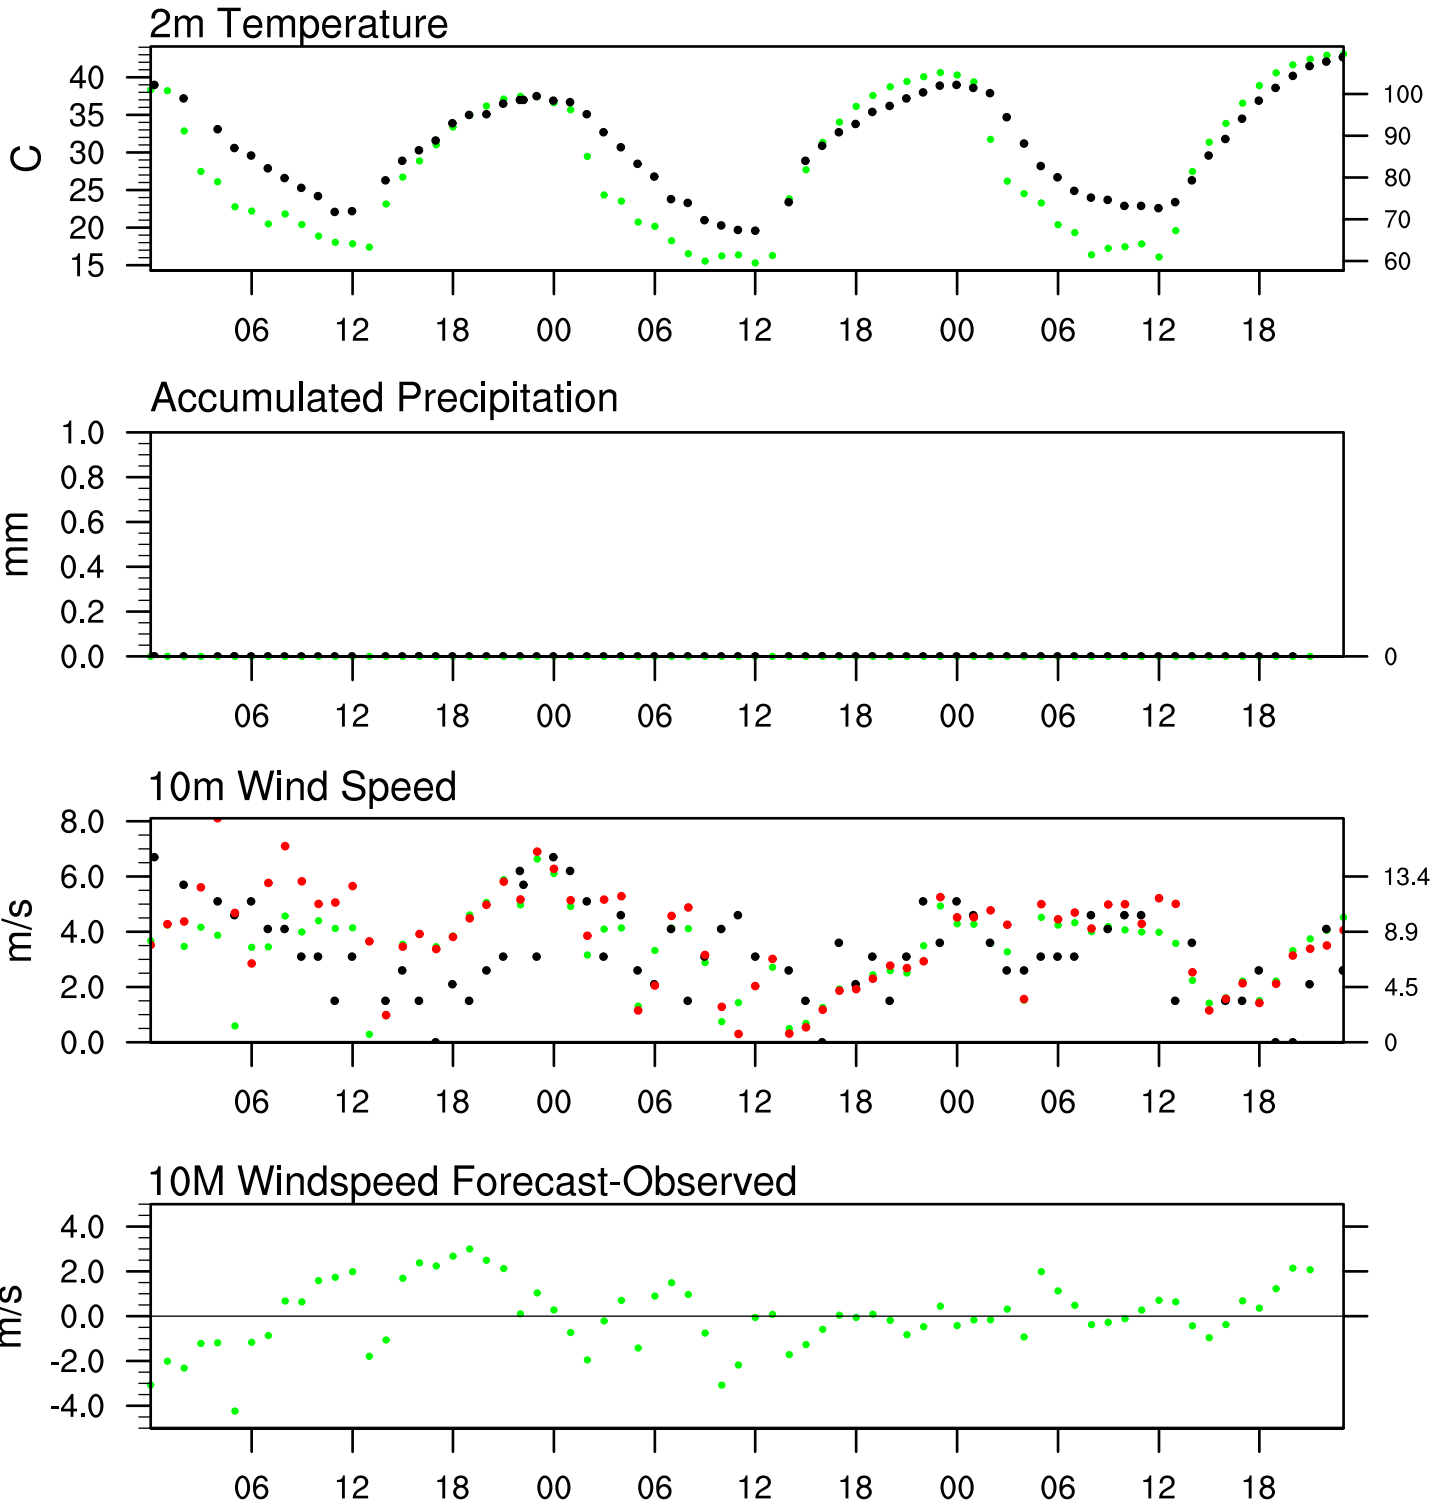 2m Temperature
40
35
30
25
20
15
C
100
90
80
70
60
06 12 18 00 06 12 18 00 06 12 18
Accumulated Precipitation
1.0
0.8
0.6
0.4
0.2
0.0
mm
0
06 12 18 00 06 12 18 00 06 12 18
10m Wind Speed
8.0
6.0
4.0
2.0
0.0
m/s
13.4
8.9
4.5
0
06 12 18 00 06 12 18 00 06 12 18
10M Windspeed Forecast-Observed
4.0
2.0
0.0
-2.0
-4.0
m/s
06 12 18 00 06 12 18 00 06 12 18